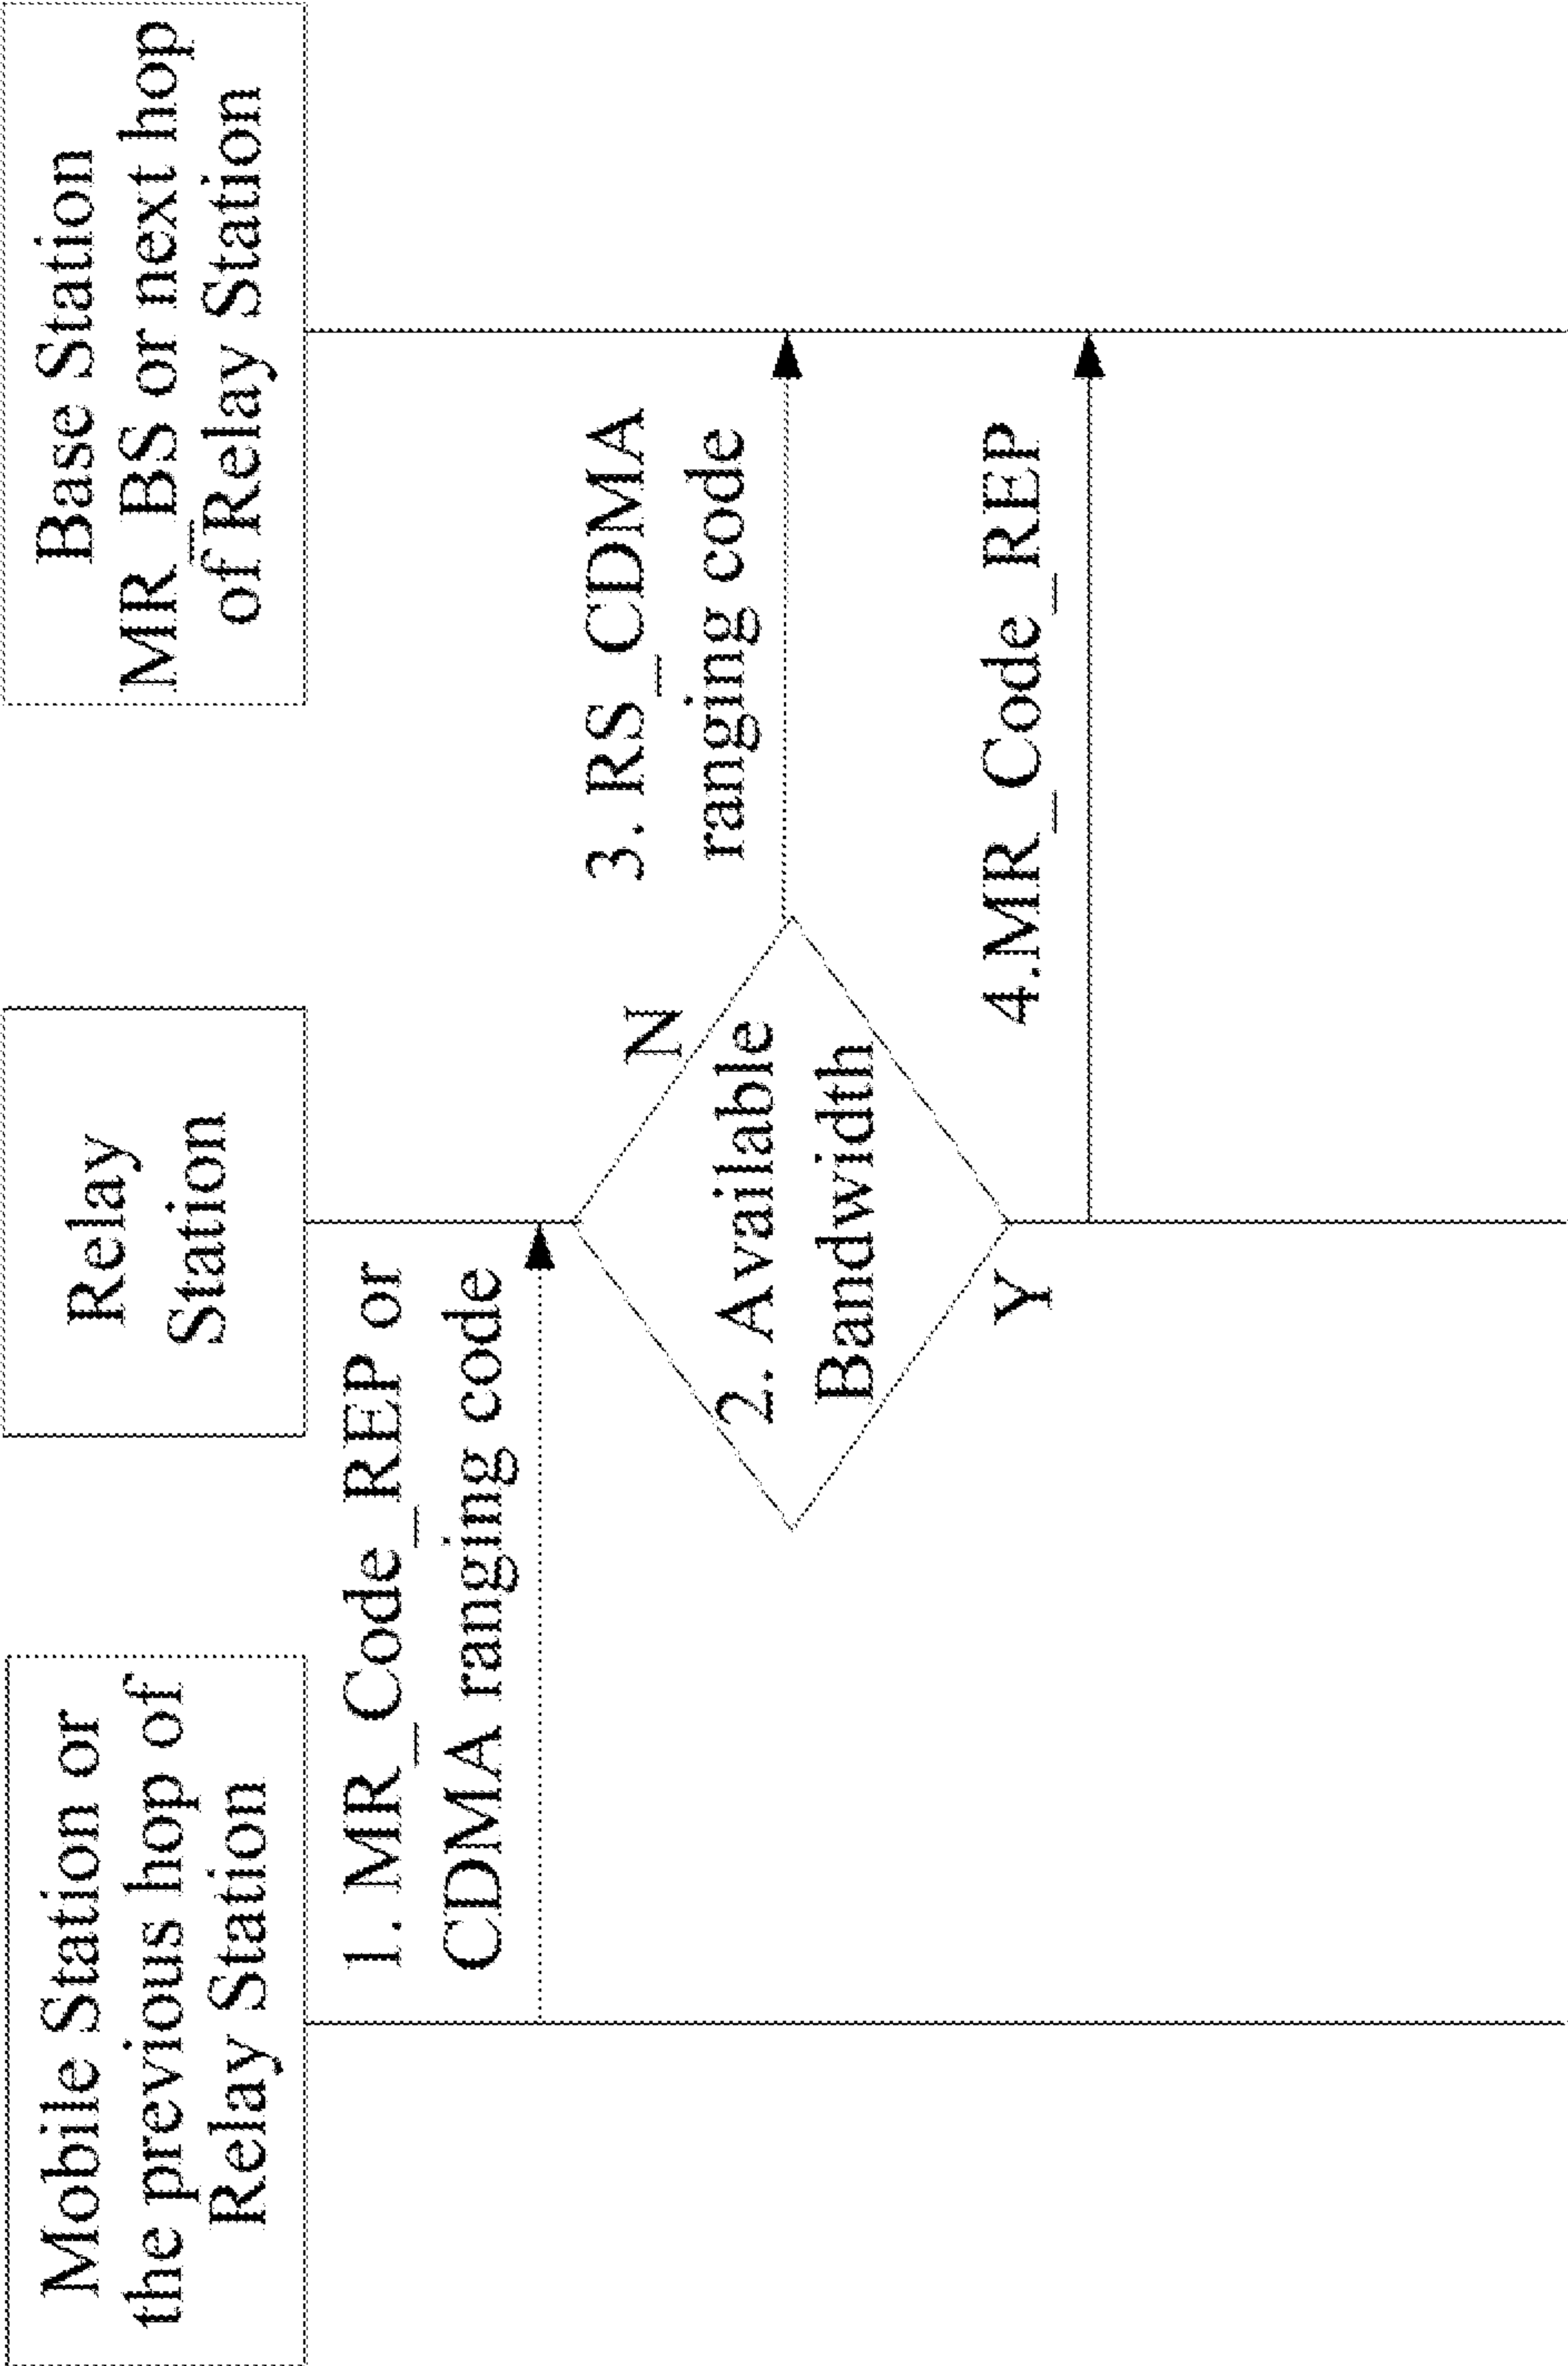 Mobile Station or
the previous hop of
Relay Station
Relay
Station
Base Station
MR_BS or next hop
of Relay Station
1. MR_Code_REP or
CDMA ranging code
2. Available
Bandwidth
N
Y
3. RS_CDMA
ranging code
4.MR_Code_REP